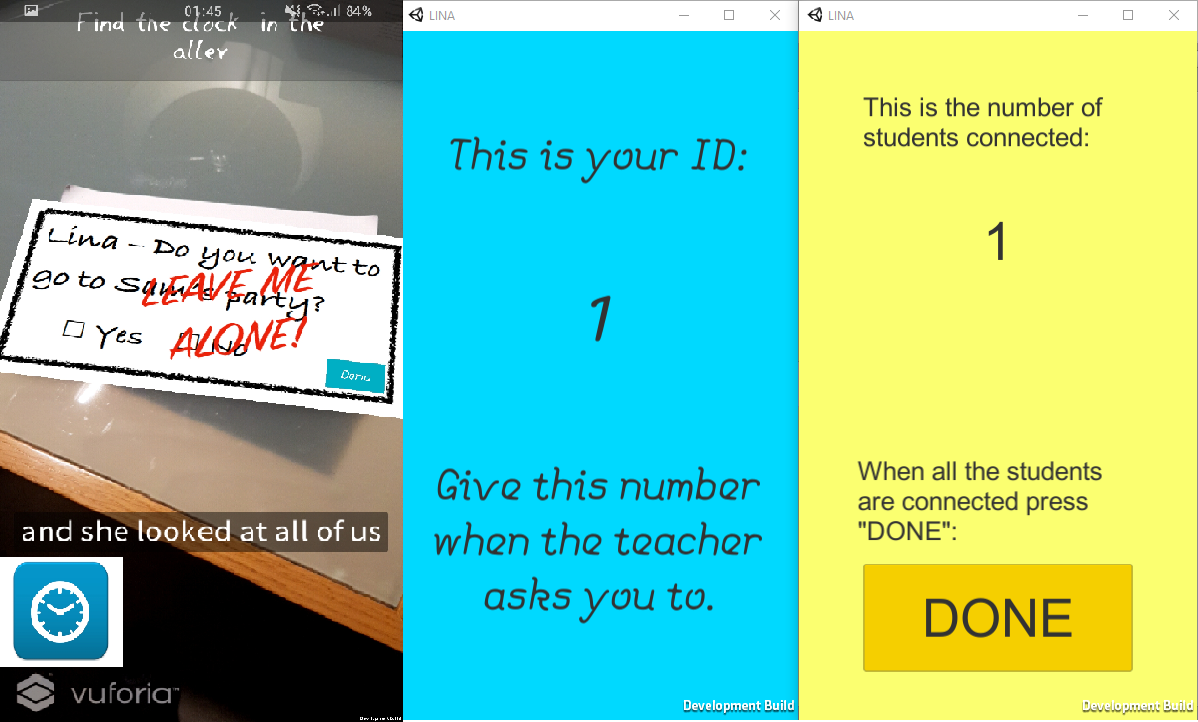 01:45
84%
Find the clock in the
aller
Lina - Do you want to
go to Sam's party?
LEAVE ME
ALONE!
Yes
No
Done
and she looked at all of us
vuforia™
Development Build
LINA
This is your ID:
1
Give this number
when the teacher
asks you to.
Development Build
LINA
This is the number of
students connected:
1
When all the students
are connected press
"DONE":
DONE
Development Build